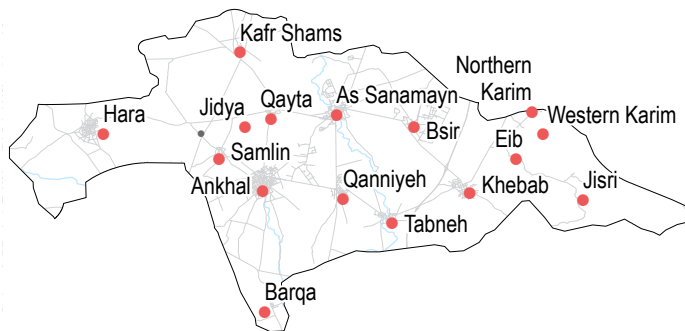 Kafr Shams
Northern
Karim
Hara
Jidya
Qayta
As Sanamayn
Western Karim
Bsir
Eib
Samlin
Ankhal
Qanniyeh
Khebab
Jisri
Tabneh
Barqa